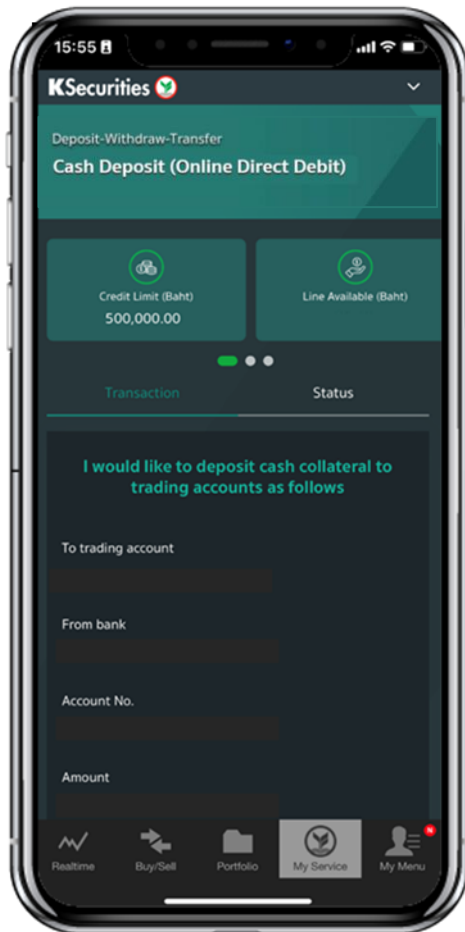 15:55
KSecurities
Deposit-Withdraw-Transfer
Cash Deposit (Online Direct Debit)
Credit Limit (Baht)
500,000.00
Line Available (Baht)
Transaction
Status
I would like to deposit cash collateral to
trading accounts as follows
To trading account
From bank
Account No.
Amount
Realtime
Buy/Sell
Portfolio
My Service
My Menu
N